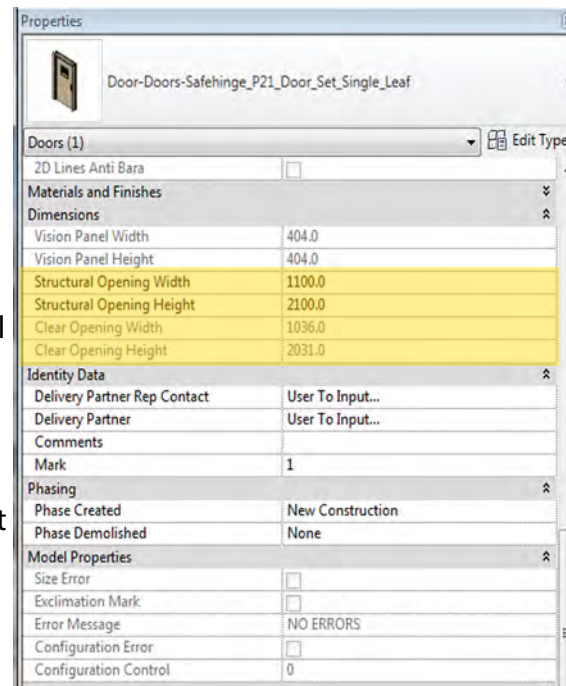 Properties
Door-Doors-Safehinge_P21_Door_Set_Single_Leaf
Doors (1) Edit Type
2D Lines Anti Bara
Materials and Finishes
Dimensions
Vision Panel Width 404.0
Vision Panel Height 404.0
Structural Opening Width 1100.0
Structural Opening Height 2100.0
Clear Opening Width 1036.0
Clear Opening Height 2031.0
Identity Data
Delivery Partner Rep Contact User To Input...
Delivery Partner User To Input...
Comments
Mark 1
Phasing
Phase Created New Construction
Phase Demolished None
Model Properties
Size Error
Exclimation Mark
Error Message NO ERRORS
Configuration Error
Configuration Control 0